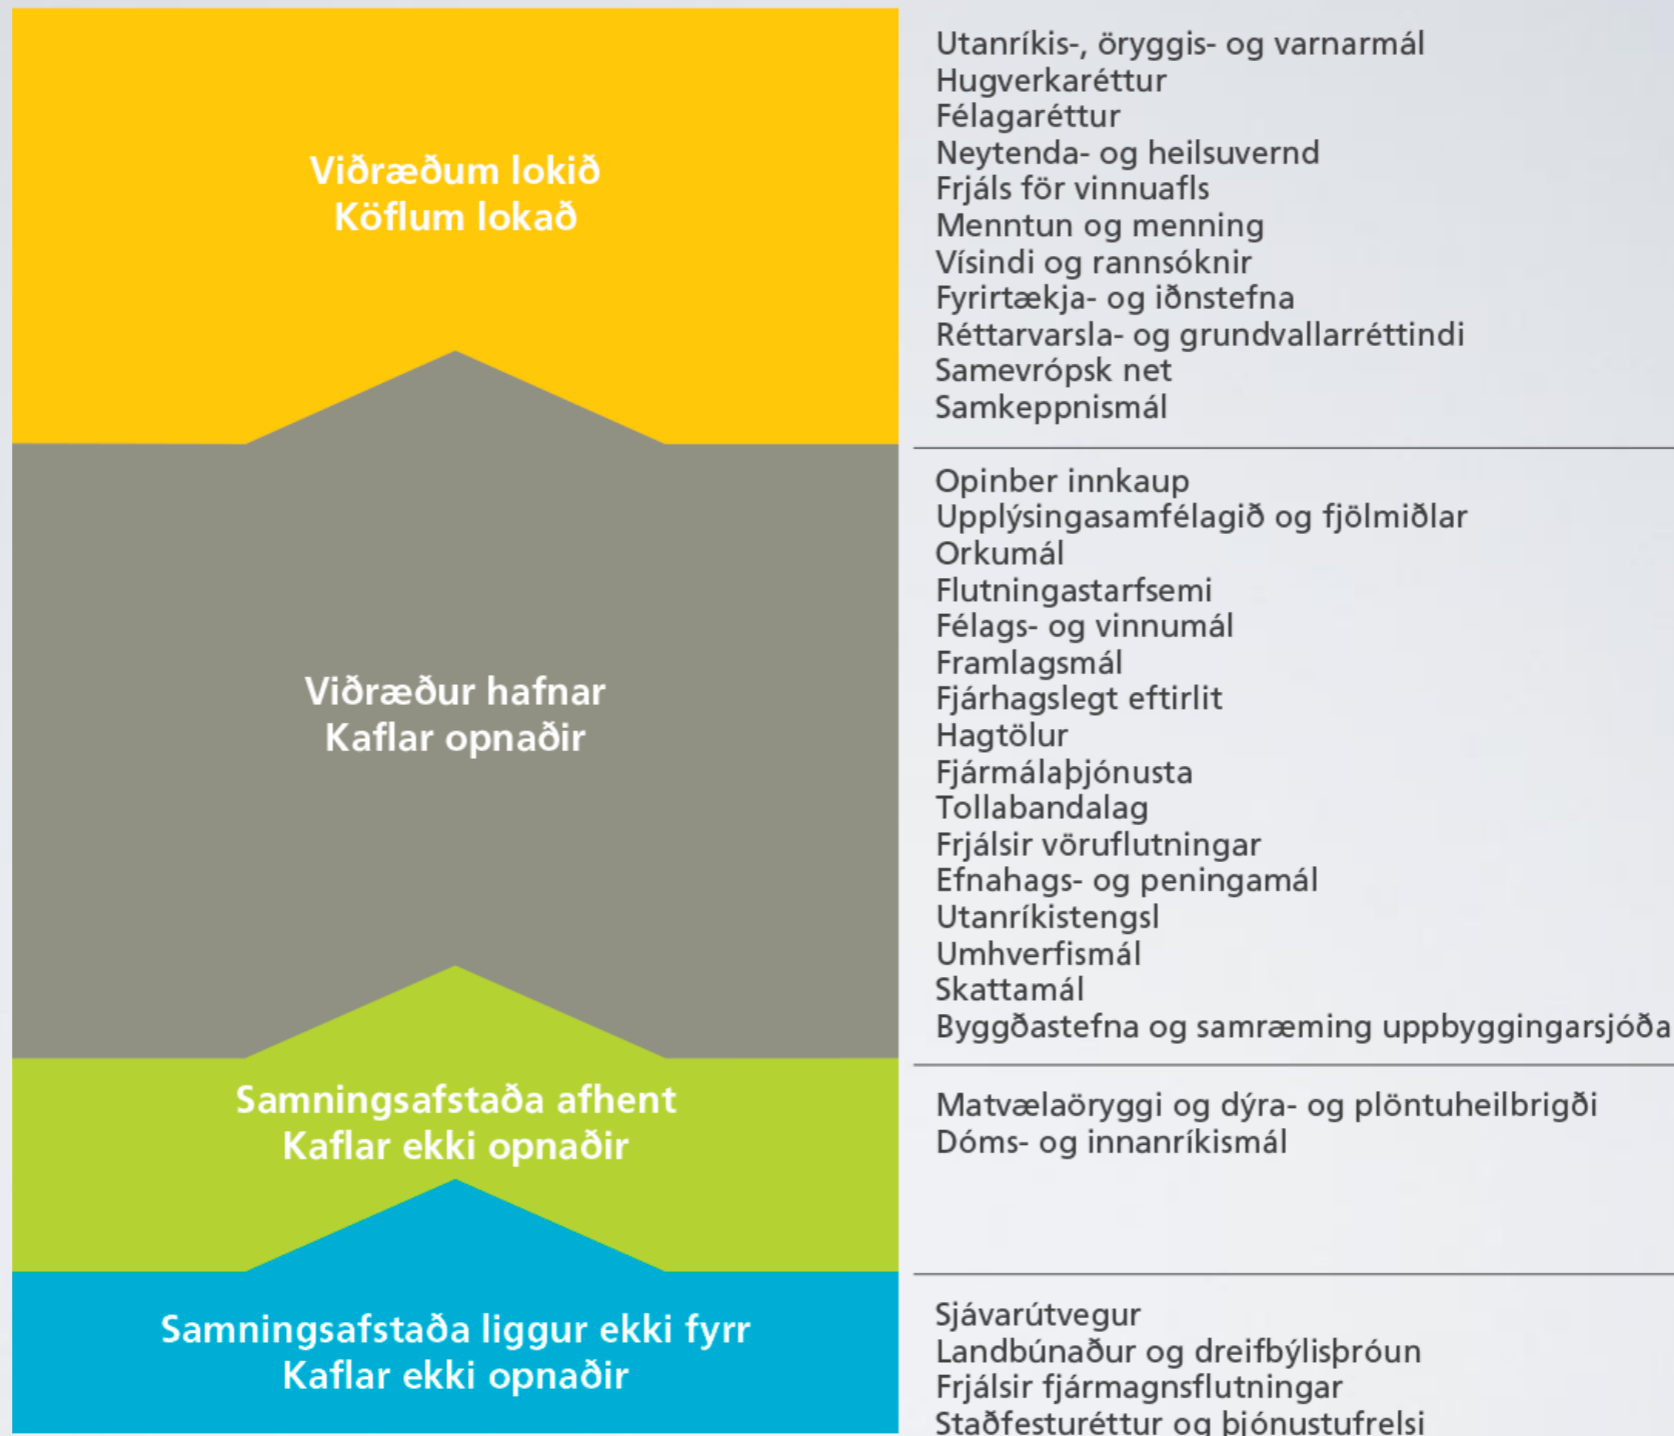 Viðræðum lokið
Köflum lokað
Utanríkis-, öryggis- og varnarmál
Hugverkaréttur
Félagaréttur
Neytenda- og heilsuvernd
Frjáls för vinnuafls
Menntun og menning
Vísindi og rannsóknir
Fyrirtækja- og iðnstefna
Réttarvarsla- og grundvallarréttindi
Samevrópsk net
Samkeppnismál
Viðræður hafnar
Kaflar opnaðir
Opinber innkaup
Upplýsingasamfélagið og fjölmiðlar
Orkumál
Flutningastarfsemi
Félags- og vinnumál
Framlagsmál
Fjárhagslegt eftirlit
Hagtölur
Fjármálaþjónusta
Tollabandalag
Frjálsir vöruflutningar
Efnahags- og peningamál
Utanríkistengsl
Umhverfismál
Skattamál
Byggðastefna og samræming uppbyggingarsjóða
Samningsafstaða afhent
Kaflar ekki opnaðir
Matvælaöryggi og dýra- og plöntuheilbrigði
Dóms- og innanríkismál
Samningsafstaða liggur ekki fyrr
Kaflar ekki opnaðir
Sjávarútvegur
Landbúnaður og dreifbýlisþróun
Frjálsir fjármagnsflutningar
Staðfesturéttur og þjónustufrelsi